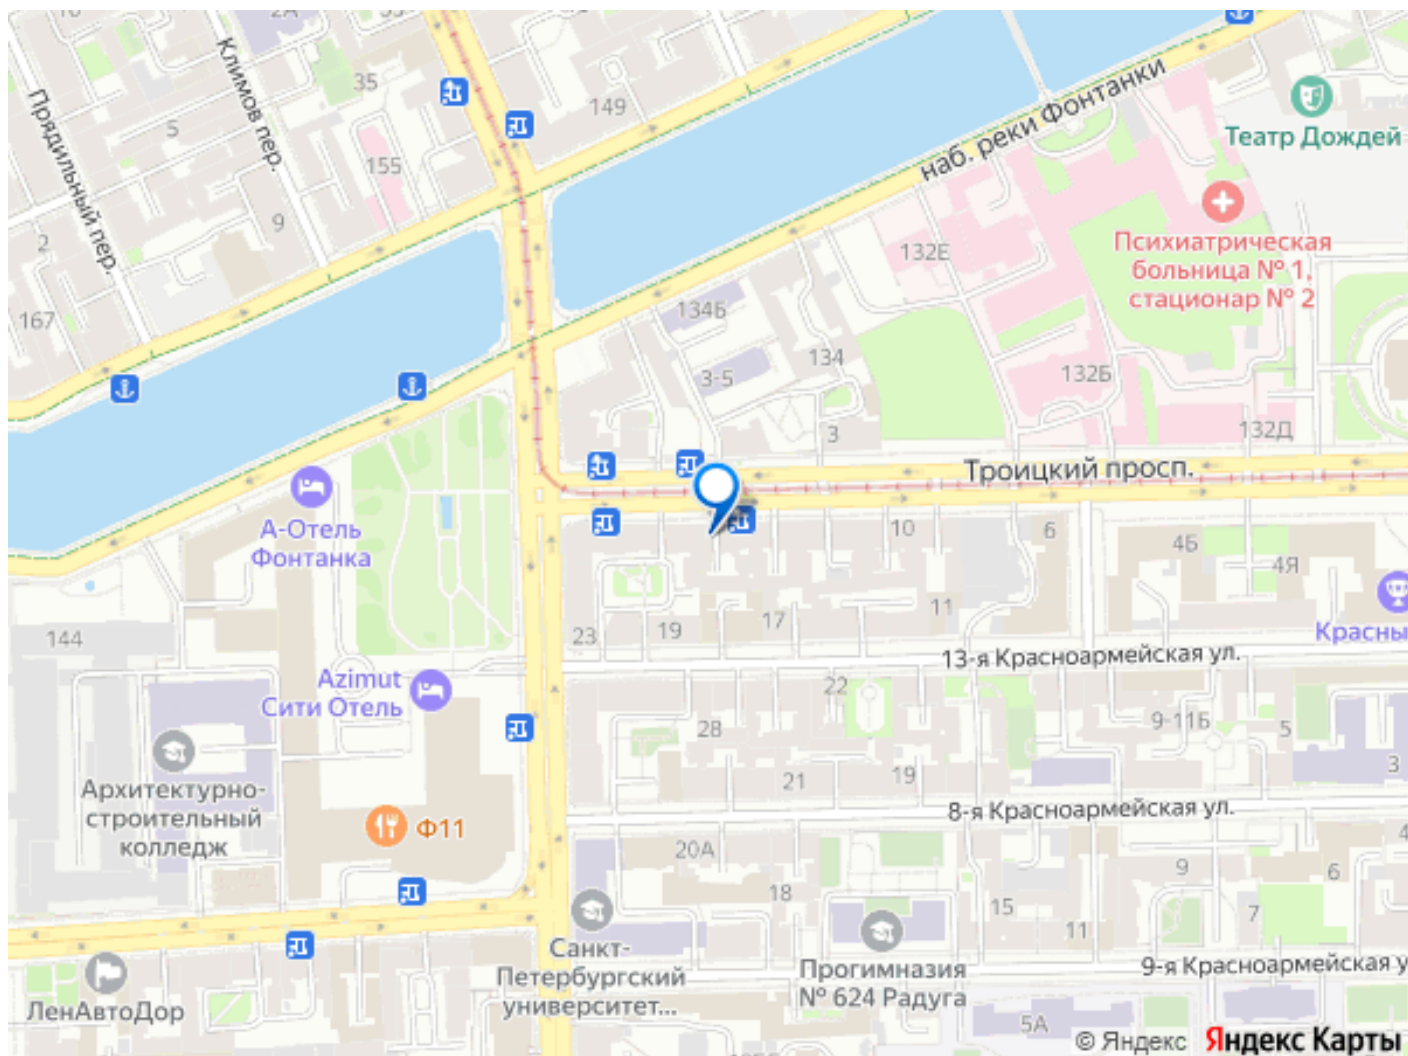 2А
35
149
Климов пер.
Прядильный пер.
5
155
9
2
167
наб. реки Фонтанки
Театр Дождей
132Е
Психиатрическая
больница № 1,
стационар № 2
134Б
134
3-5
132Б
3
132Д
Троицкий просп.
А-Отель
Фонтанка
10
6
4Б
4Я
144
23
19
17
11
Красны
13-я Красноармейская ул.
Azimut
Сити Отель
22
28
9-11Б
5
3
21
19
Архитектурно-
строительный
колледж
Ф11
8-я Красноармейская ул.
20А
18
9
6
4
15
11
7
Санкт-
Петербургский
университет...
Прогимназия
№ 624 Радуга
9-я Красноармейская у
ЛенАвтоДор
5А
© Яндекс Яндекс Карты